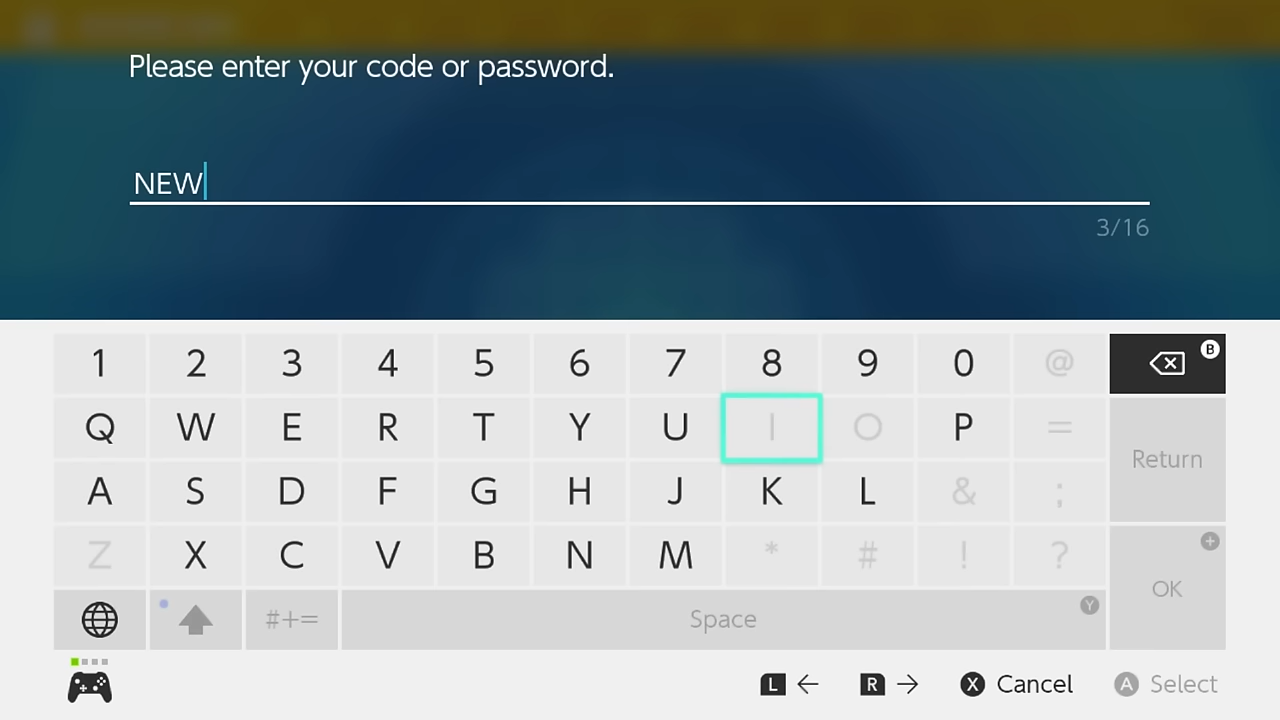 Please enter your code or password.
NEW
3/16
1 2 3 4 5 6 7 8 9 0 @ B
Q W E R T Y U I O P =
Return
A S D F G H J K L & ;
Z X C V B N M * # ! ? +
OK
#+= Space Y
L ← R → X Cancel A Select